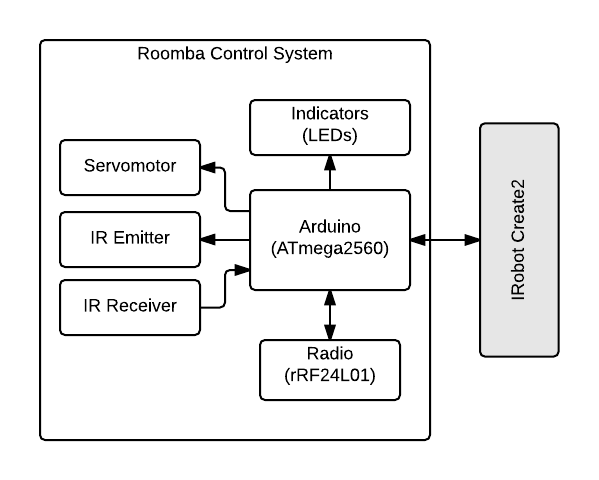 Roomba Control System
Indicators
(LEDs)
Servomotor
IR Emitter
IR Receiver
Arduino
(ATmega2560)
Radio
(rRF24L01)
IRobot Create2